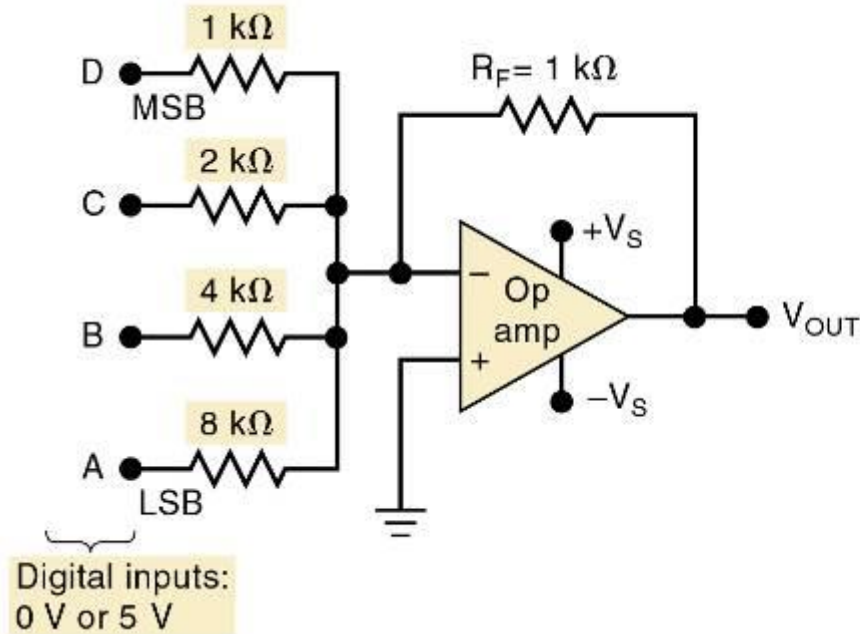 1 kΩ
D
MSB
R_F= 1 kΩ
2 kΩ
C
+V_S
−
Op
amp
4 kΩ
B
V_OUT
+
−V_S
8 kΩ
A
LSB
Digital inputs:
0 V or 5 V